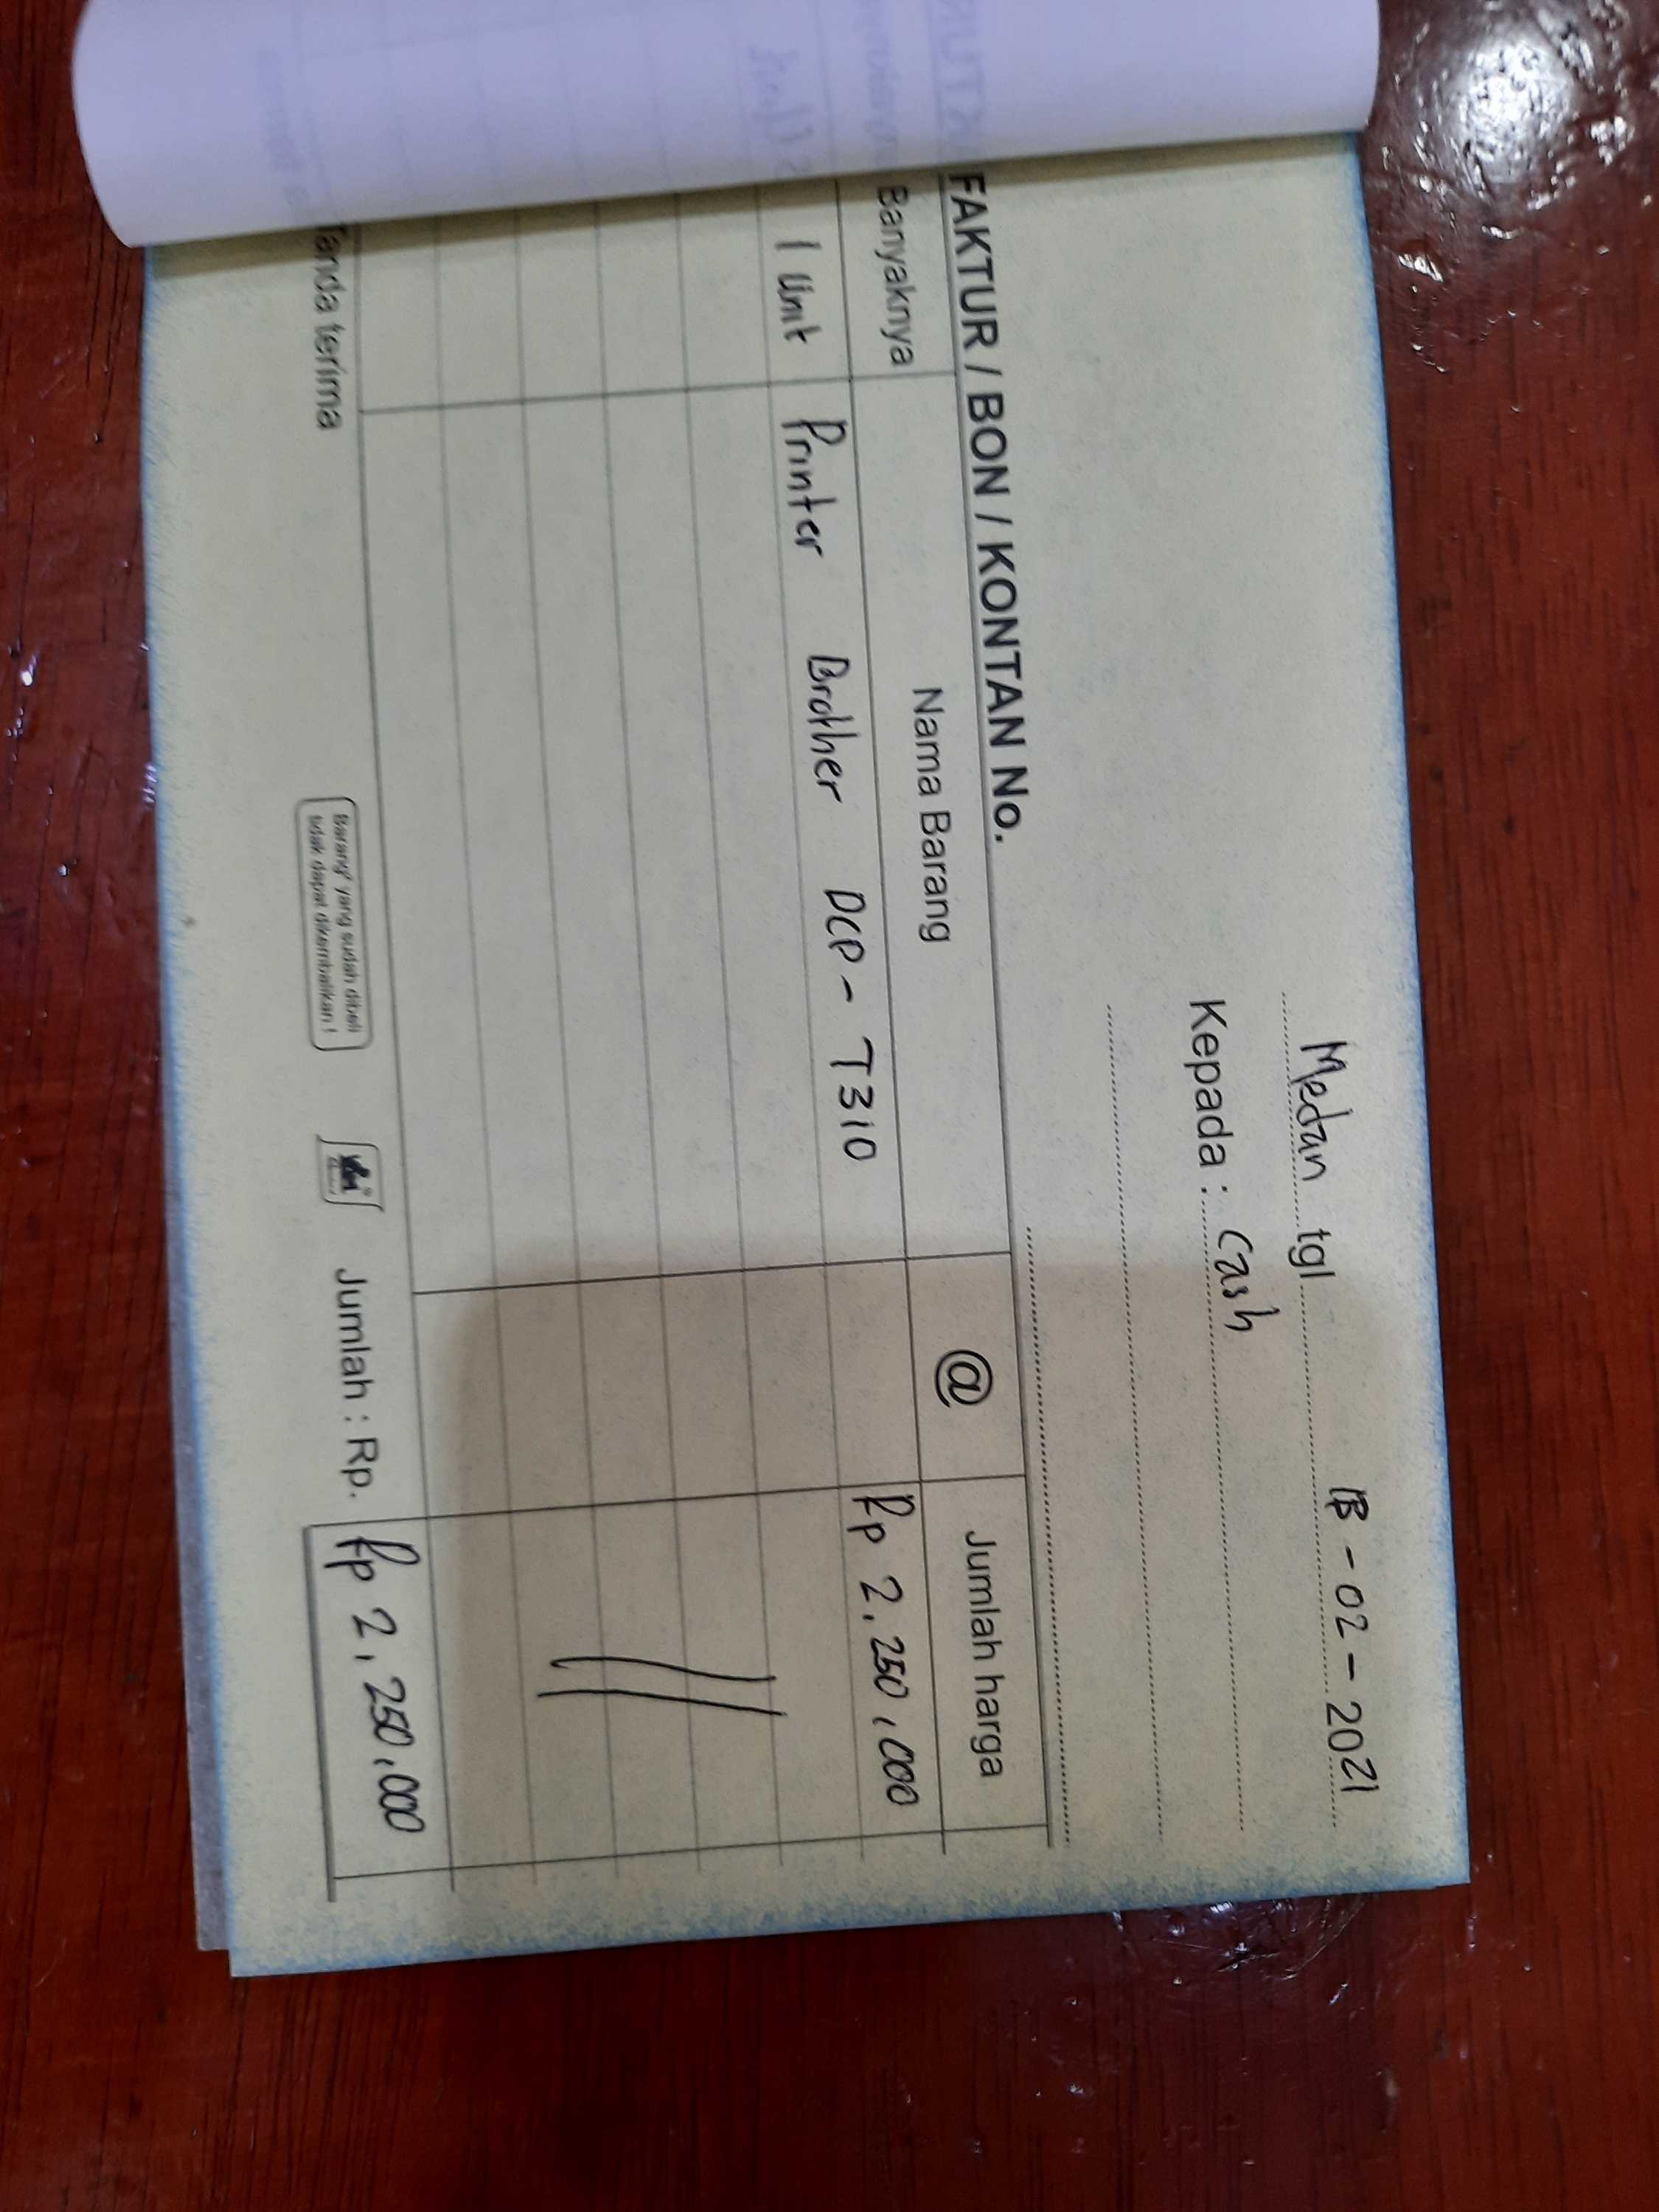 Medan tgl - 02 - 2021
Kepada : Cash
FAKTUR / BON / KONTAN No.
Banyaknya Nama Barang @ Jumlah harga
1 Unit Printer Brother DCP - T310 Rp 2.250.000
Tanda terima
Barang² yang sudah dibeli
tidak dapat dikembalikan !
Jumlah : Rp. Rp 2.250.000